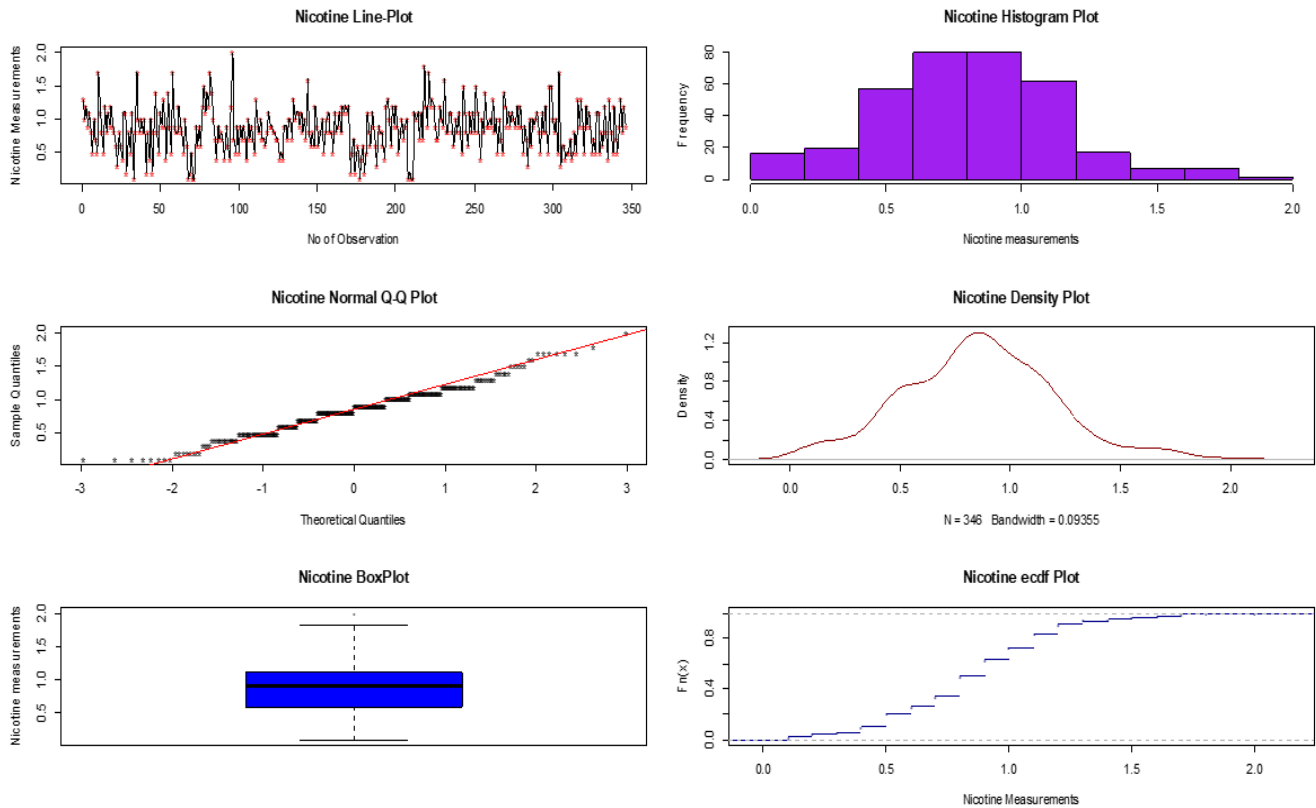 Nicotine Line-Plot
Nicotine Measurements
0.5 1.0 1.5 2.0
0 50 100 150 200 250 300 350
No of Observation
Nicotine Histogram Plot
Frequency
0 20 40 60 80
0.0 0.5 1.0 1.5 2.0
Nicotine measurements
Nicotine Normal Q-Q Plot
Sample Quantiles
0.5 1.0 1.5 2.0
-3 -2 -1 0 1 2 3
Theoretical Quantiles
Nicotine Density Plot
Density
0.0 0.4 0.8 1.2
0.0 0.5 1.0 1.5 2.0
N = 346 Bandwidth = 0.09355
Nicotine BoxPlot
Nicotine measurements
0.5 1.0 1.5 2.0
Nicotine ecdf Plot
Fn(x)
0.0 0.4 0.8
0.0 0.5 1.0 1.5 2.0
Nicotine Measurements